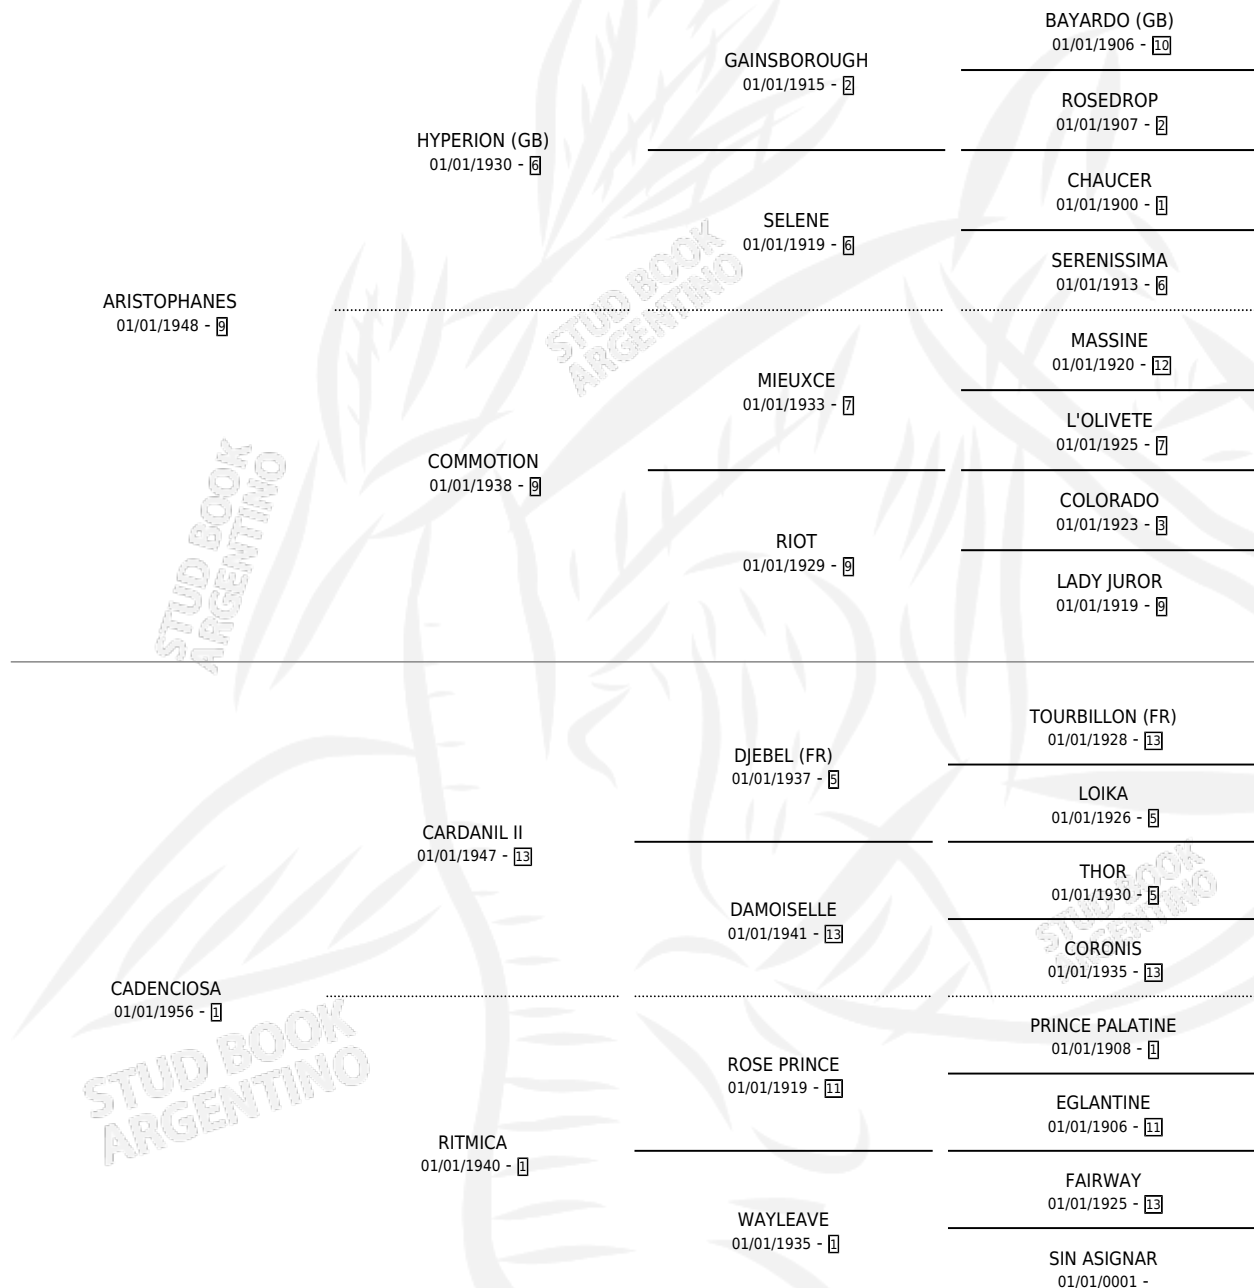 BAYARDO (GB)
01/01/1906 - 10
GAINSBOROUGH
01/01/1915 - 2
ROSEDROP
01/01/1907 - 2
HYPERION (GB)
01/01/1930 - 6
CHAUCER
01/01/1900 - 1
SELENE
01/01/1919 - 6
SERENISSIMA
01/01/1913 - 6
ARISTOPHANES
01/01/1948 - 9
STUD BOOK
ARGENTINO
MASSINE
01/01/1920 - 12
MIEUXCE
01/01/1933 - 7
L'OLIVETE
01/01/1925 - 7
COMMOTION
01/01/1938 - 9
COLORADO
01/01/1923 - 3
RIOT
01/01/1929 - 9
LADY JUROR
01/01/1919 - 9
STUD BOOK
ARGENTINO
TOURBILLON (FR)
01/01/1928 - 13
DJEBEL (FR)
01/01/1937 - 5
LOIKA
01/01/1926 - 5
CARDANIL II
01/01/1947 - 13
THOR
01/01/1930 - 5
DAMOISELLE
01/01/1941 - 13
CORONIS
01/01/1935 - 13
STUD BOOK
ARGENTINO
CADENCIOSA
01/01/1956 - 1
STUD BOOK
ARGENTINO
PRINCE PALATINE
01/01/1908 - 1
ROSE PRINCE
01/01/1919 - 11
EGLANTINE
01/01/1906 - 11
RITMICA
01/01/1940 - 1
FAIRWAY
01/01/1925 - 13
WAYLEAVE
01/01/1935 - 1
SIN ASIGNAR
01/01/0001 -